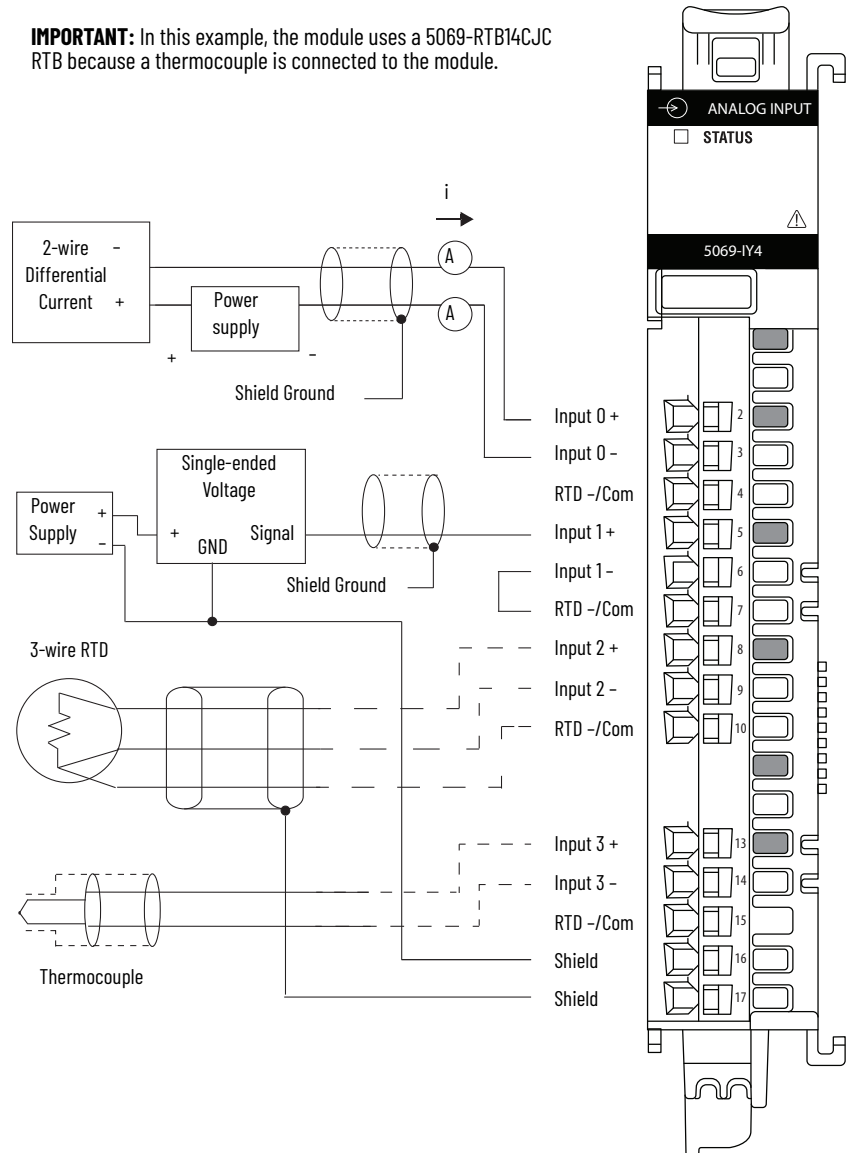 IMPORTANT: In this example, the module uses a 5069-RTB14CJC
RTB because a thermocouple is connected to the module.
ANALOG INPUT
STATUS
5069-IY4
i
2-wire –
Differential
Current +
A
A
Power
supply
+ –
Shield Ground
Input 0 + 2
Input 0 – 3
RTD –/Com 4
Single-ended
Voltage
+ GND Signal
Power +
Supply –
Shield Ground
Input 1 + 5
Input 1 – 6
RTD –/Com 7
3-wire RTD
Input 2 + 8
Input 2 – 9
RTD –/Com 10
Input 3 + 13
Input 3 – 14
RTD –/Com 15
Thermocouple
Shield 16
Shield 17